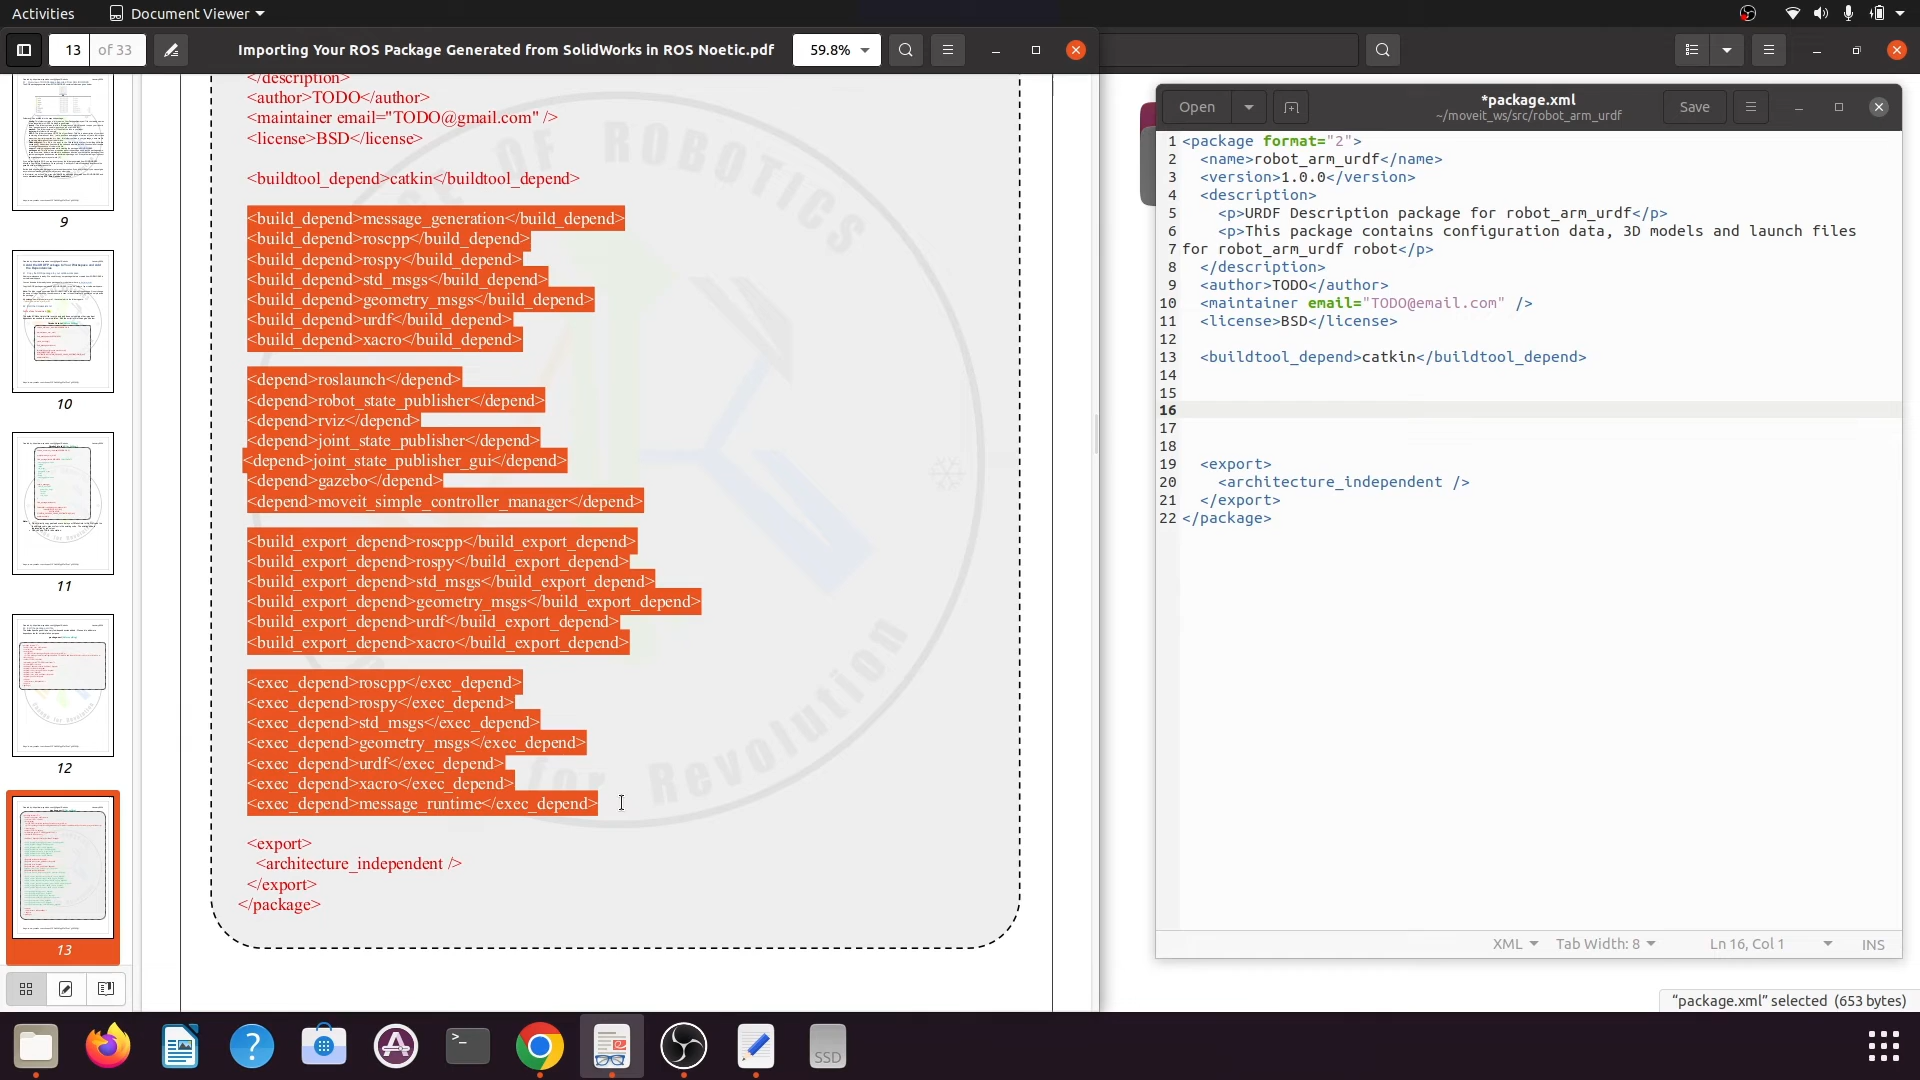 Activities
Document Viewer
13
of 33
Importing Your ROS Package Generated from SolidWorks in ROS Noetic.pdf
59.8%
</description>
<author>TODO</author>
<maintainer email="TODO@gmail.com" />
<license>BSD</license>
<buildtool_depend>catkin</buildtool_depend>
<build_depend>message_generation</build_depend>
<build_depend>roscpp</build_depend>
<build_depend>rospy</build_depend>
<build_depend>std_msgs</build_depend>
<build_depend>geometry_msgs</build_depend>
<build_depend>urdf</build_depend>
<build_depend>xacro</build_depend>
<depend>roslaunch</depend>
<depend>robot_state_publisher</depend>
<depend>rviz</depend>
<depend>joint_state_publisher</depend>
<depend>joint_state_publisher_gui</depend>
<depend>gazebo</depend>
<depend>moveit_simple_controller_manager</depend>
<build_export_depend>roscpp</build_export_depend>
<build_export_depend>rospy</build_export_depend>
<build_export_depend>std_msgs</build_export_depend>
<build_export_depend>geometry_msgs</build_export_depend>
<build_export_depend>urdf</build_export_depend>
<build_export_depend>xacro</build_export_depend>
<exec_depend>roscpp</exec_depend>
<exec_depend>rospy</exec_depend>
<exec_depend>std_msgs</exec_depend>
<exec_depend>geometry_msgs</exec_depend>
<exec_depend>urdf</exec_depend>
<exec_depend>xacro</exec_depend>
<exec_depend>message_runtime</exec_depend>
<export>
<architecture_independent />
</export>
</package>
ROBOTICS
for Revolution
9
10
11
12
13
Open
*package.xml
~/moveit_ws/src/robot_arm_urdf
Save
1 <package format="2">
2 <name>robot_arm_urdf</name>
3 <version>1.0.0</version>
4 <description>
5 <p>URDF Description package for robot_arm_urdf</p>
6 <p>This package contains configuration data, 3D models and launch files
7 for robot_arm_urdf robot</p>
8 </description>
9 <author>TODO</author>
10 <maintainer email="TODO@email.com" />
11 <license>BSD</license>
12
13 <buildtool_depend>catkin</buildtool_depend>
14
15
16
17
18
19 <export>
20 <architecture_independent />
21 </export>
22 </package>
XML
Tab Width: 8
Ln 16, Col 1
INS
"package.xml" selected (653 bytes)
SSD